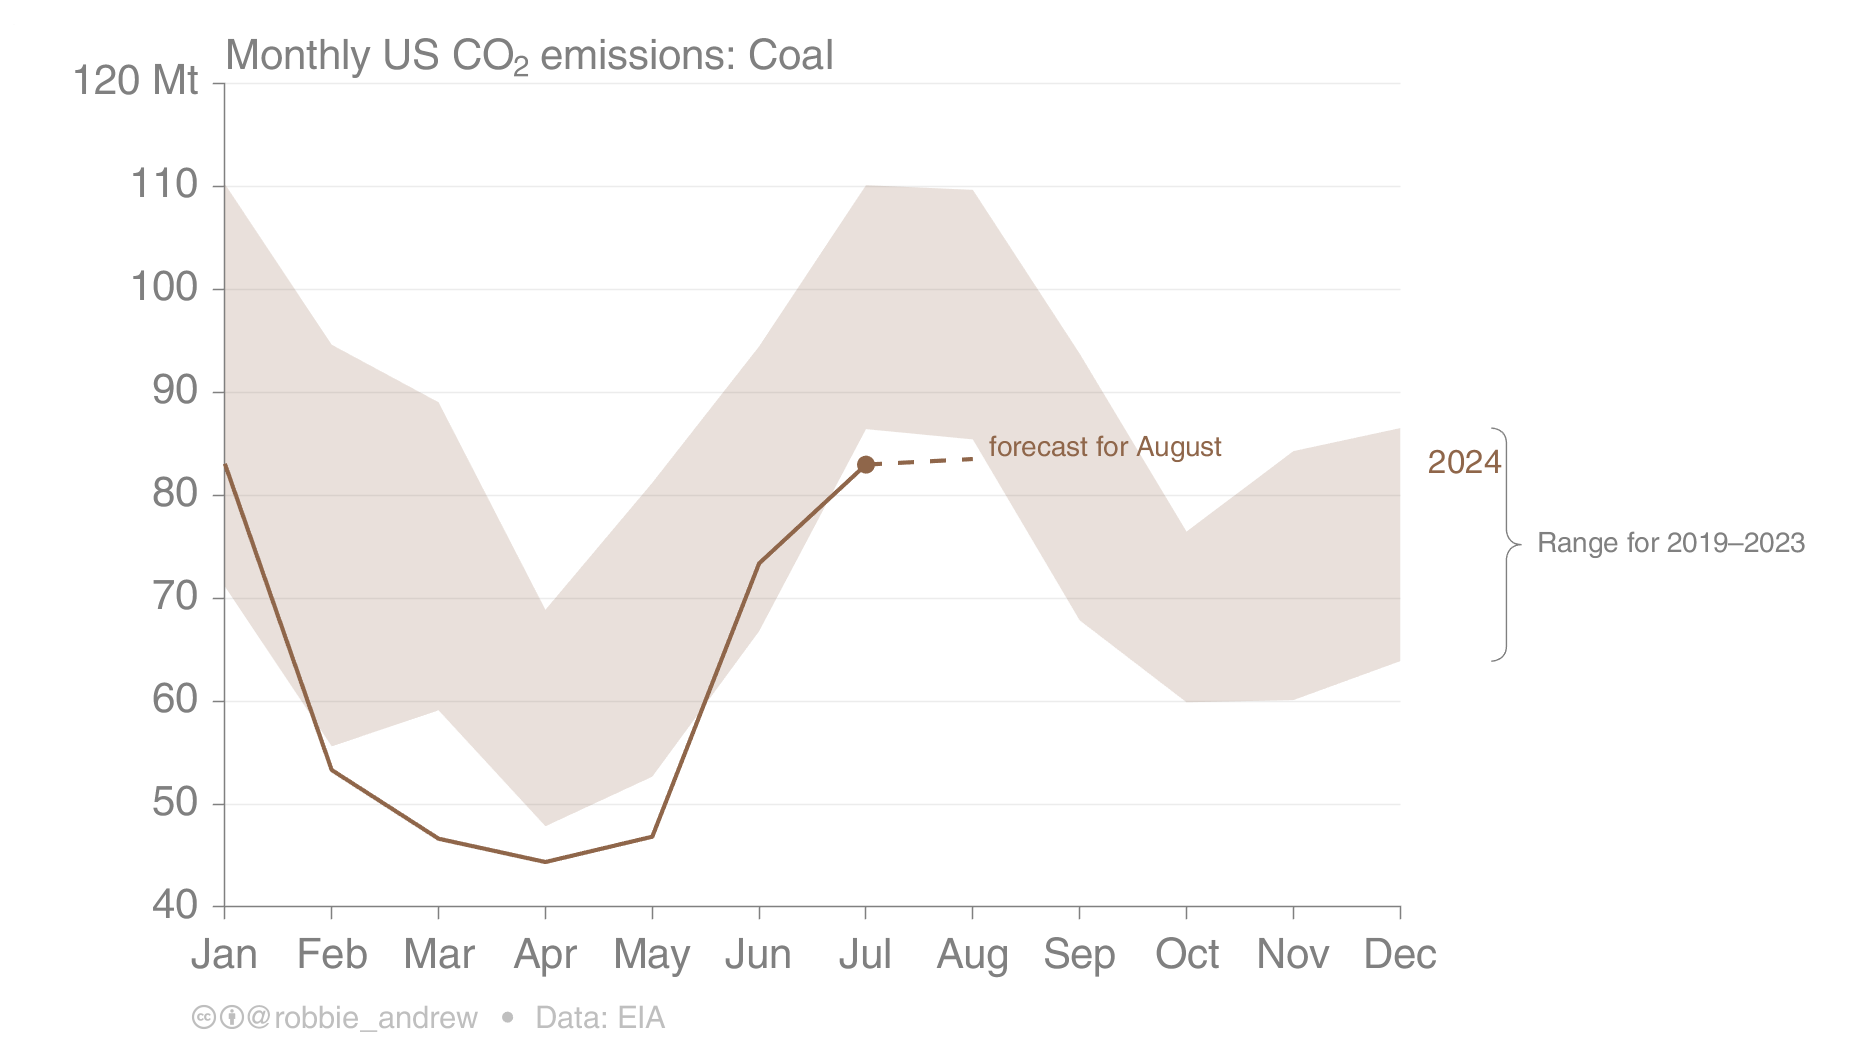 Monthly US CO₂ emissions: Coal
120 Mt
110
100
90
80
70
60
50
40
forecast for August
2024
Range for 2019–2023
Jan Feb Mar Apr May Jun Jul Aug Sep Oct Nov Dec
@robbie_andrew • Data: EIA